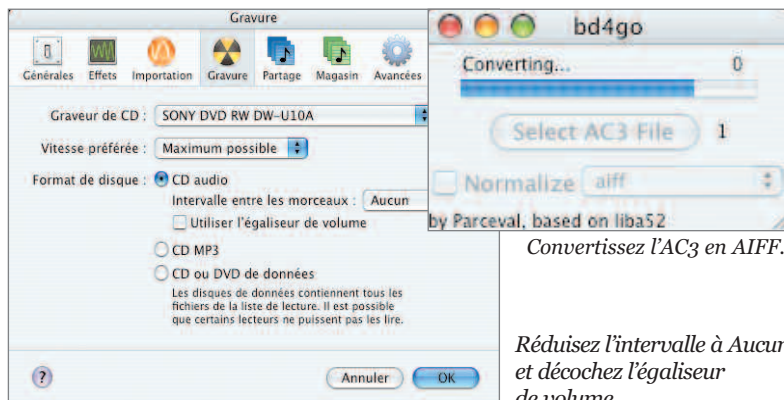 Gravure
Générales Effets Importation Gravure Partage Magasin Avancées
Graveur de CD : SONY DVD RW DW-U10A
Vitesse préférée : Maximum possible
Format de disque : CD audio
Intervalle entre les morceaux : Aucun
Utiliser l'égaliseur de volume
CD MP3
CD ou DVD de données
Les disques de données contiennent tous les
fichiers de la liste de lecture. Il est possible
que certains lecteurs ne puissent pas les lire.
?
Annuler OK
bd4go
Converting... 0
Select AC3 File 1
Normalize aiff
by Parceval, based on liba52
Convertissez l'AC3 en AIFF.
Réduisez l'intervalle à Aucun
et décochez l'égaliseur
de volume